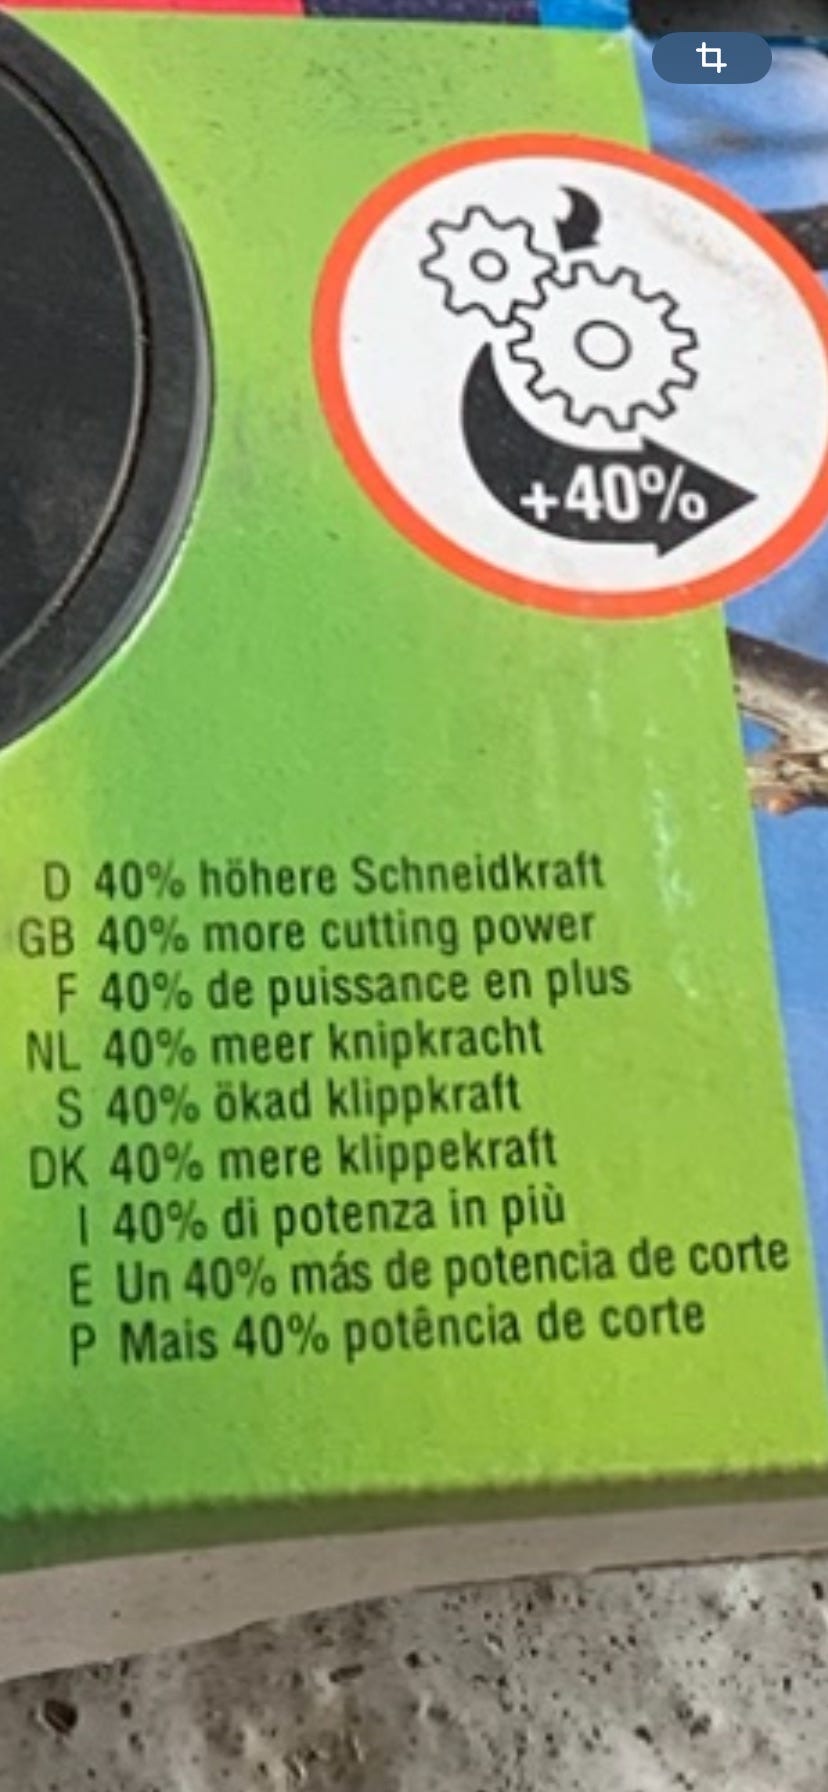 +40%
D 40% höhere Schneidkraft
GB 40% more cutting power
F 40% de puissance en plus
NL 40% meer knipkracht
S 40% ökad klippkraft
DK 40% mere klippekraft
I 40% di potenza in più
E Un 40% más de potencia de corte
P Mais 40% potência de corte